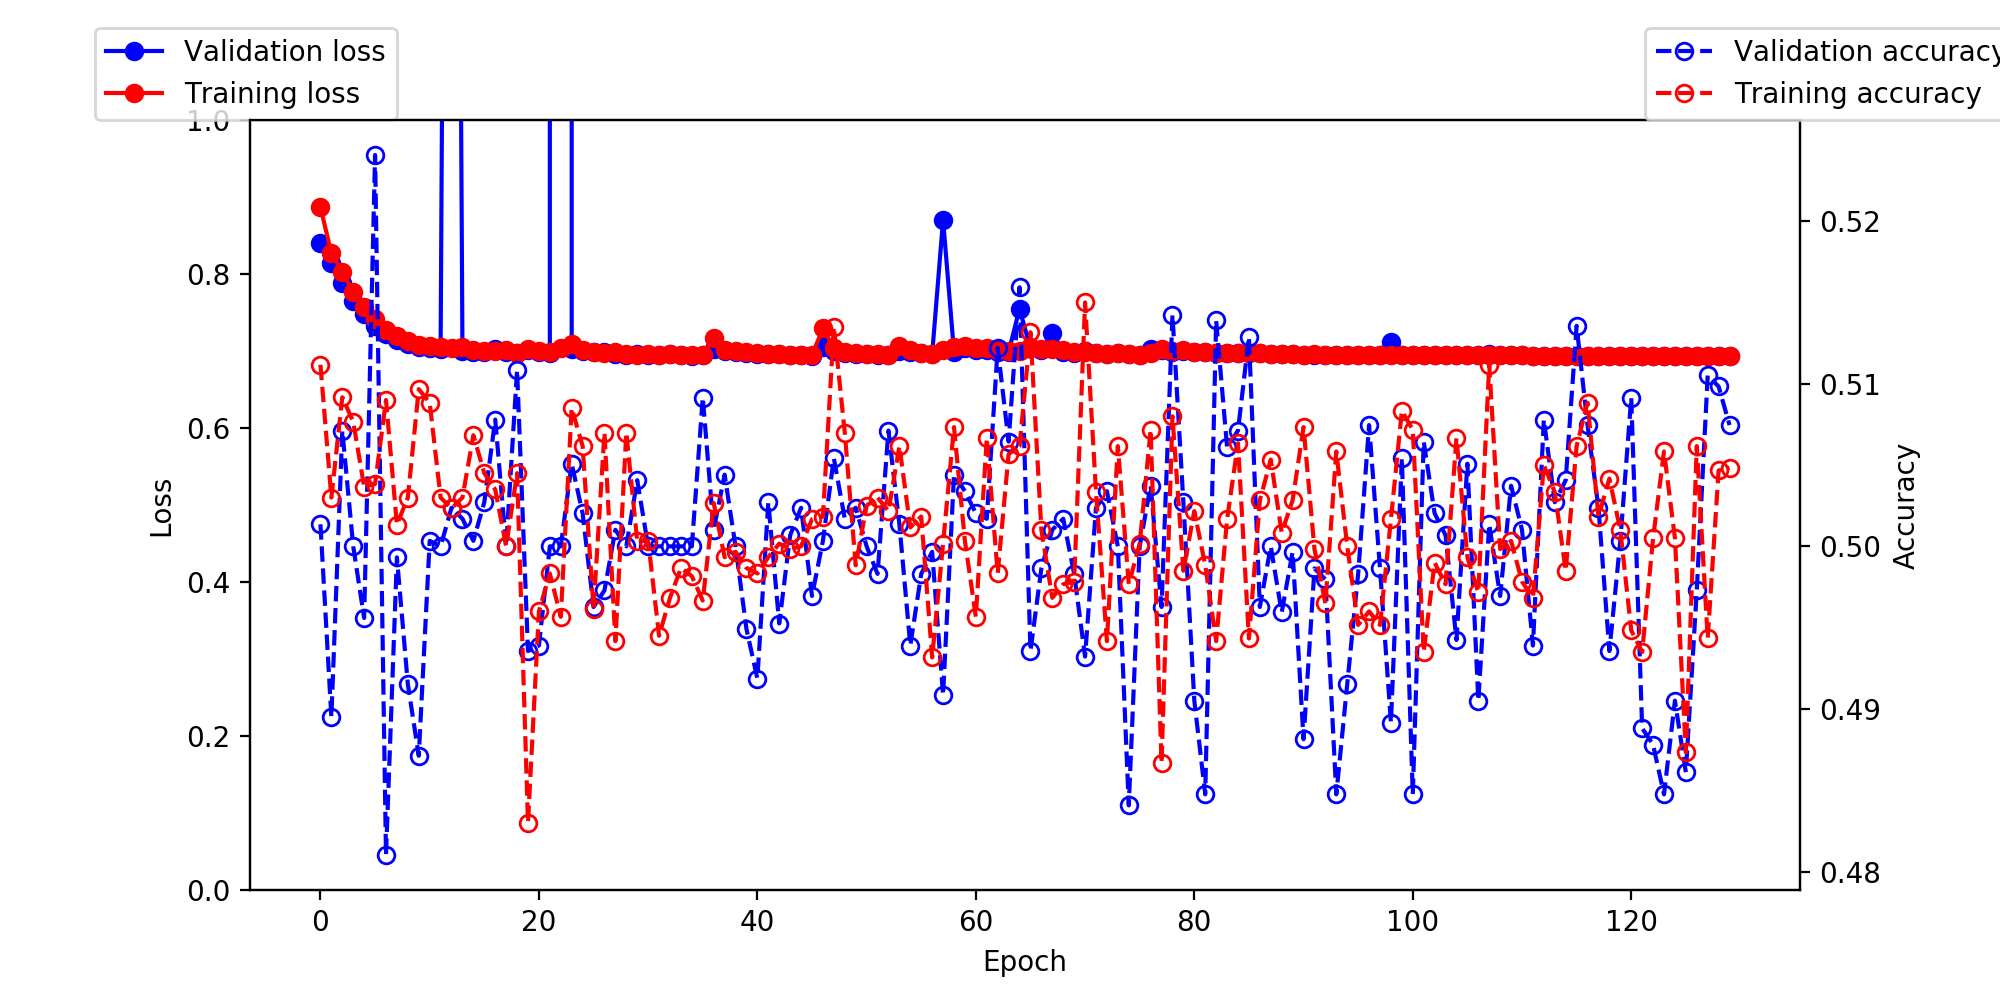 Validation loss
Training loss
Validation accuracy
Training accuracy
1.0
0.8
0.6
0.4
0.2
0.0
Loss
0.52
0.51
0.50
0.49
0.48
Accuracy
0 20 40 60 80 100 120
Epoch